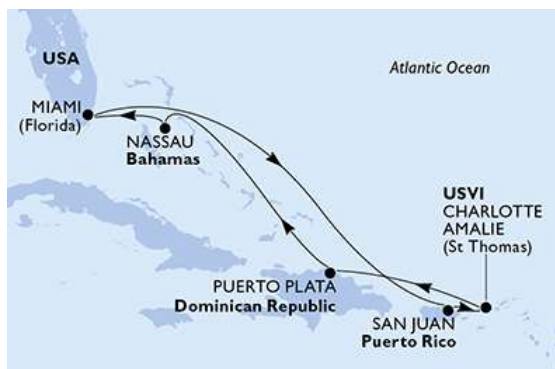 USA
Atlantic Ocean
MIAMI
(Florida)
NASSAU
Bahamas
USVI
CHARLOTTE
AMALIE
(St Thomas)
PUERTO PLATA
Dominican Republic
SAN JUAN
Puerto Rico